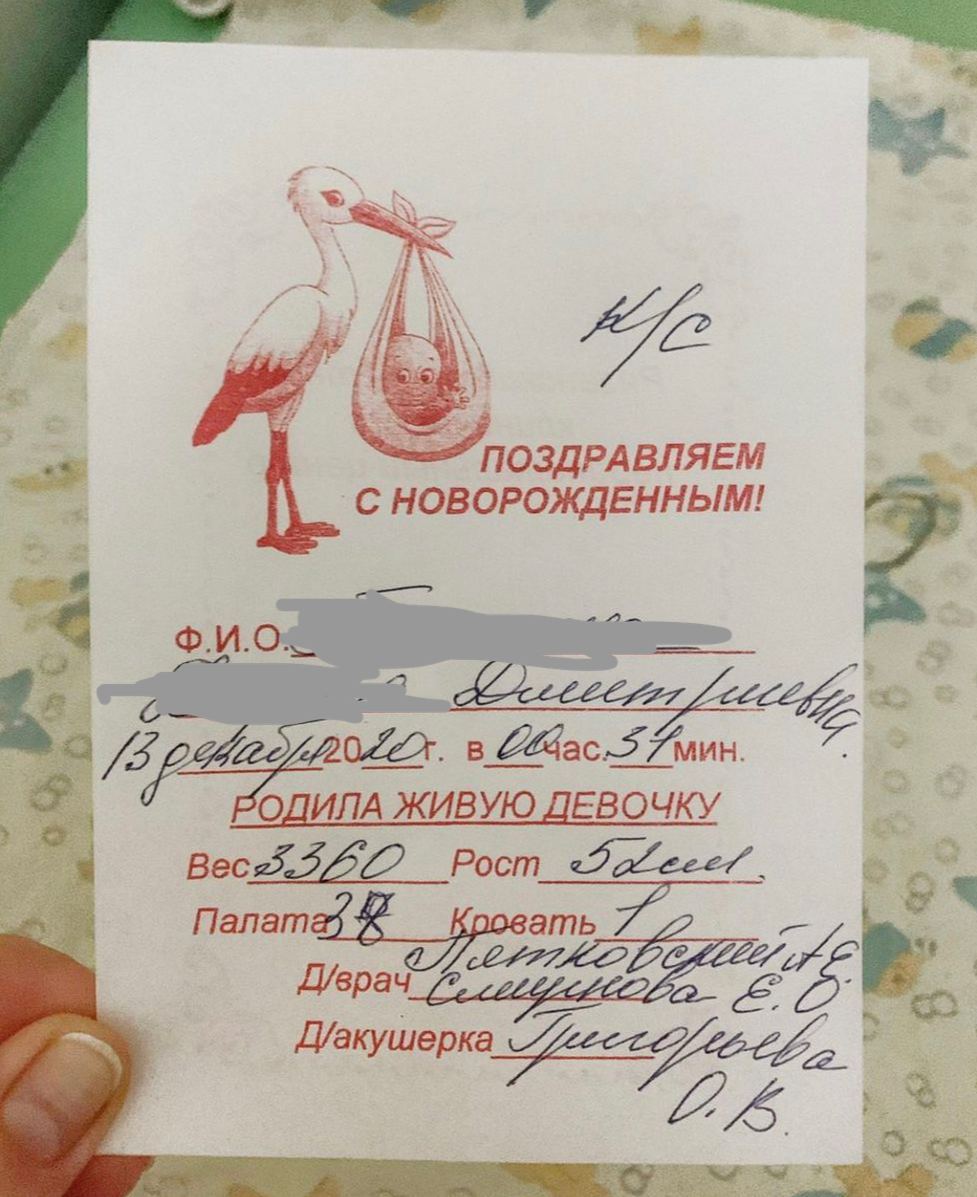 К/С
ПОЗДРАВЛЯЕМ
С НОВОРОЖДЕННЫМ!
Ф.И.О.
Дмитриевна.
13 декабря 2020 г. в 00 час. 37 мин.
РОДИЛА ЖИВУЮ ДЕВОЧКУ
Вес 3360 Рост 52 см.
Палата Кровать 1
Пятковский А.Е.
Д/врач Смирнова Е. О.
Д/акушерка Григорьева
О. В.